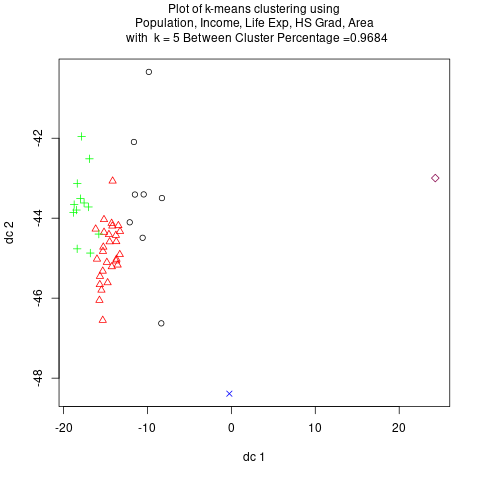 Plot of k-means clustering using
Population, Income, Life Exp, HS Grad, Area
with k = 5 Between Cluster Percentage =0.9684
-42
-44
-46
-48
dc 2
-20
-10
0
10
20
dc 1